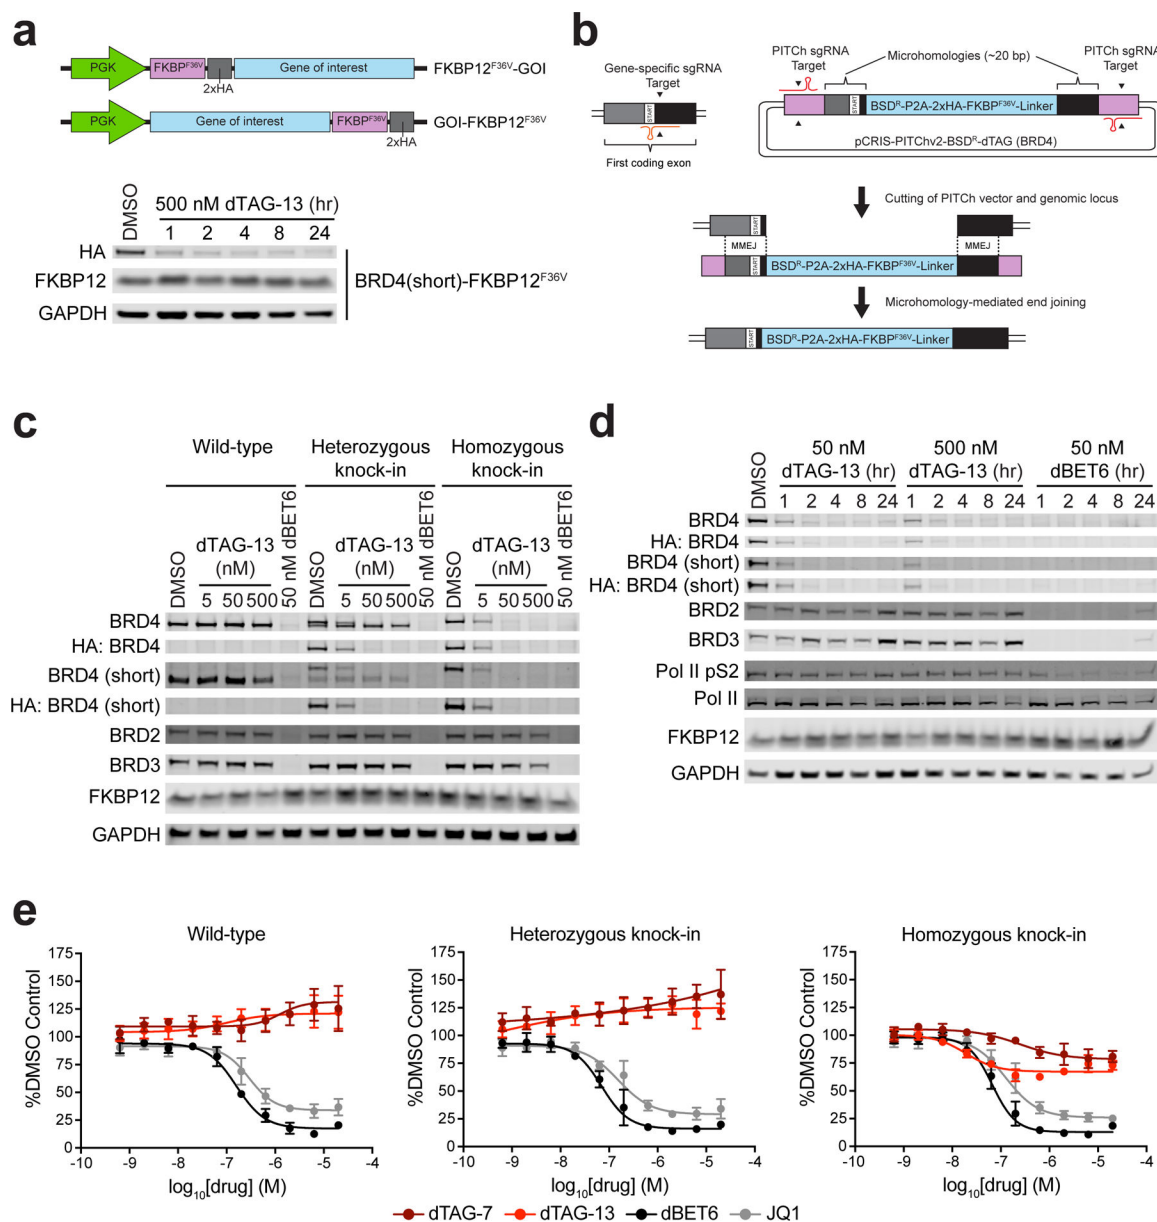 a
PGK
FKBP^F36V
2xHA
Gene of interest
FKBP12^F36V-GOI
PGK
Gene of interest
FKBP^F36V
2xHA
GOI-FKBP12^F36V
DMSO
500 nM dTAG-13 (hr)
1 2 4 8 24
HA
FKBP12
GAPDH
BRD4(short)-FKBP12^F36V
b
Gene-specific sgRNA
Target
START
First coding exon
PITCh sgRNA
Target
Microhomologies (~20 bp)
PITCh sgRNA
Target
START
BSD^R-P2A-2xHA-FKBP^F36V-Linker
pCRIS-PITChv2-BSD^R-dTAG (BRD4)
Cutting of PITCh vector and genomic locus
START
MMEJ
MMEJ
START
BSD^R-P2A-2xHA-FKBP^F36V-Linker
Microhomology-mediated end joining
START
BSD^R-P2A-2xHA-FKBP^F36V-Linker
c
Wild-type
Heterozygous
knock-in
Homozygous
knock-in
DMSO
dTAG-13
(nM)
5 50 500
50 nM dBET6
DMSO
dTAG-13
(nM)
5 50 500
50 nM dBET6
DMSO
dTAG-13
(nM)
5 50 500
50 nM dBET6
BRD4
HA: BRD4
BRD4 (short)
HA: BRD4 (short)
BRD2
BRD3
FKBP12
GAPDH
d
DMSO
50 nM
dTAG-13 (hr)
1 2 4 8 24
500 nM
dTAG-13 (hr)
1 2 4 8 24
50 nM
dBET6 (hr)
1 2 4 8 24
BRD4
HA: BRD4
BRD4 (short)
HA: BRD4 (short)
BRD2
BRD3
Pol II pS2
Pol II
FKBP12
GAPDH
e
Wild-type
%DMSO Control
175
150
125
100
75
50
25
0
-10 -9 -8 -7 -6 -5 -4
log10[drug] (M)
Heterozygous knock-in
%DMSO Control
175
150
125
100
75
50
25
0
-10 -9 -8 -7 -6 -5 -4
log10[drug] (M)
Homozygous knock-in
%DMSO Control
175
150
125
100
75
50
25
0
-10 -9 -8 -7 -6 -5 -4
log10[drug] (M)
dTAG-7 dTAG-13 dBET6 JQ1